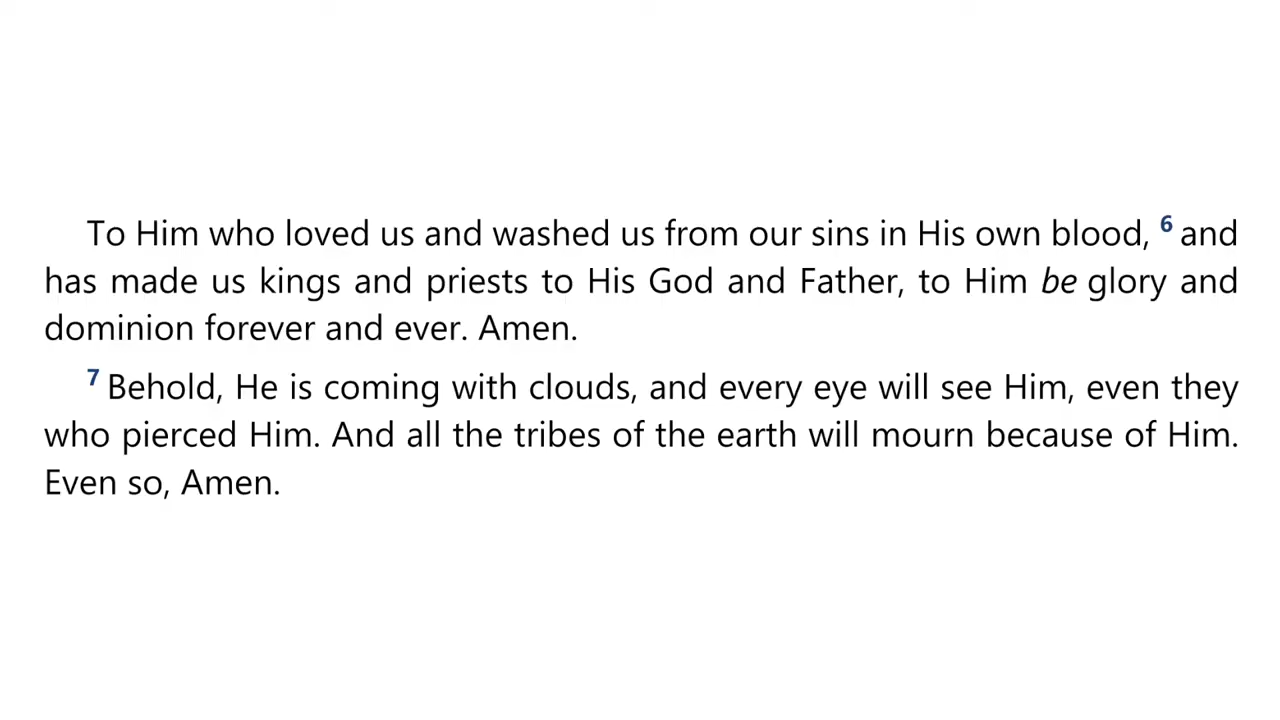 To Him who loved us and washed us from our sins in His own blood, 6 and
has made us kings and priests to His God and Father, to Him be glory and
dominion forever and ever. Amen.
7 Behold, He is coming with clouds, and every eye will see Him, even they
who pierced Him. And all the tribes of the earth will mourn because of Him.
Even so, Amen.